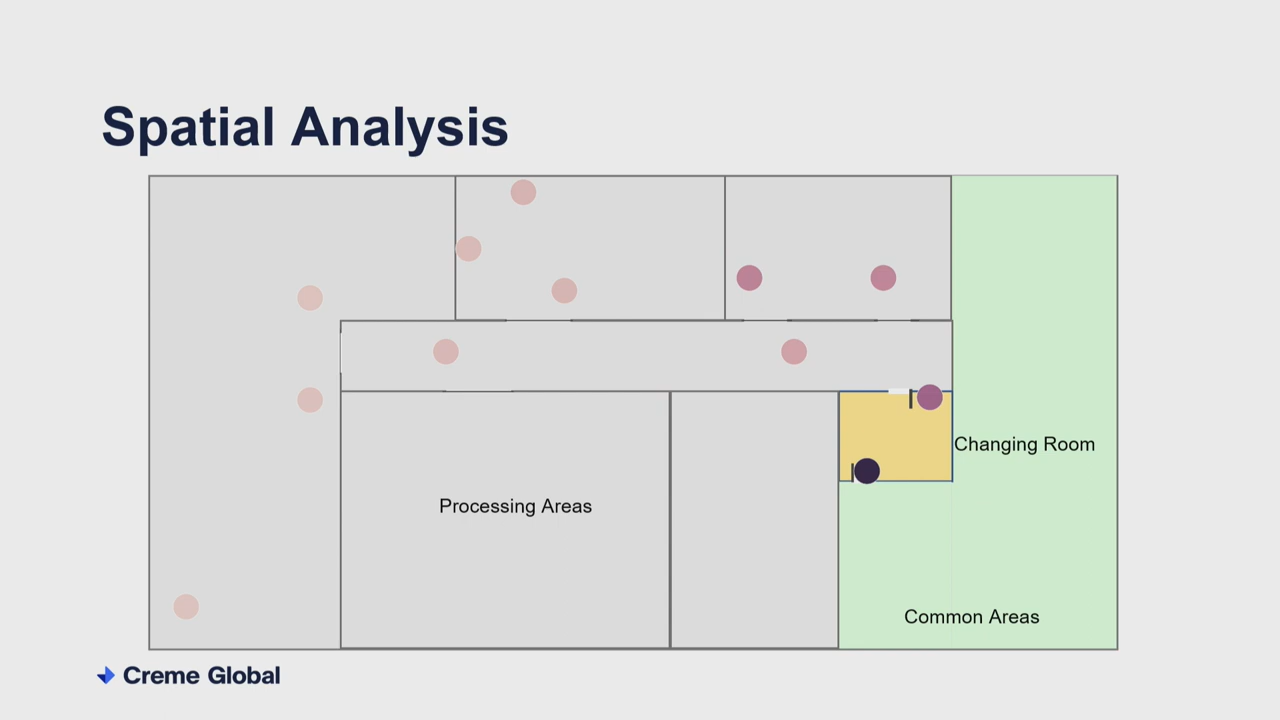 Spatial Analysis
Changing Room
Processing Areas
Common Areas
Creme Global